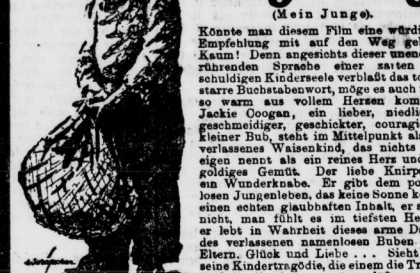 (Mein Junge).
Könnte man diesem Film eine würdi
Empfehlung mit auf den Weg ge
Kaum! Denn angesichts dieser unen
rührenden Sprache einer zarten
schuldigen Kinderseele verblaßt das to
starre Buchstabenwort, möge es auch
so warm aus vollem Herzen kom
Jackie Coogan, ein lieber, niedli
geschmeidiger, geschickter, couragi
kleiner Bub, steht im Mittelpunkt al
verlassenes Waisenkind, das nichts
eigen nennt als ein reines Herz und
goldiges Gemüt. Der liebe Knirps
ein Wunderknabe. Er gibt dem po
losen Jungenleben, das keine Sonne k
einen echten glaubhaften Inhalt, er s
nicht, man fühlt es im tiefsten He
er lebt in Wahrheit dieses arme D
des verlassenen namenlosen Buben
Eltern, Glück und Liebe ... Sieht
seine Kindertragödie, die einem die Tr